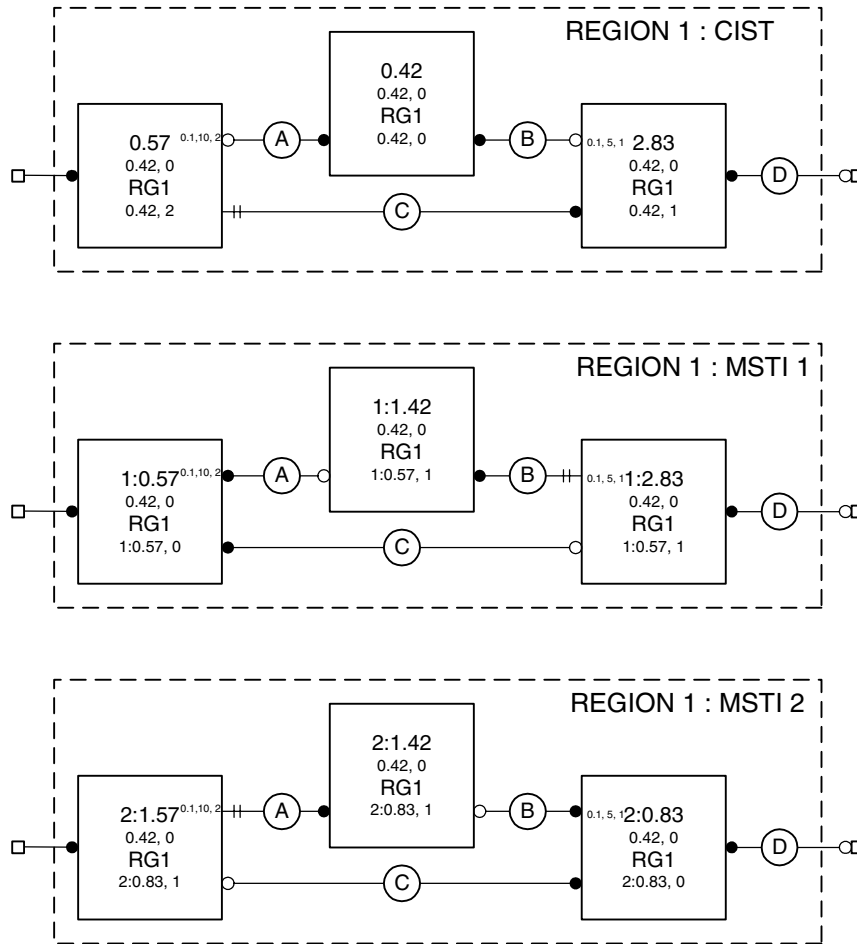 REGION 1 : CIST
0.42
0.42, 0
RG1
0.42, 0
0.57
0.1,10, 2
0.42, 0
RG1
0.42, 2
A
B
0.1, 5, 1
2.83
0.42, 0
RG1
0.42, 1
D
C
REGION 1 : MSTI 1
1:1.42
0.42, 0
RG1
1:0.57, 1
1:0.57
0.1,10, 2
0.42, 0
RG1
1:0.57, 0
A
B
0.1, 5, 1
1:2.83
0.42, 0
RG1
1:0.57, 1
D
C
REGION 1 : MSTI 2
2:1.42
0.42, 0
RG1
2:0.83, 1
2:1.57
0.1,10, 2
0.42, 0
RG1
2:0.83, 1
A
B
0.1, 5, 1
2:0.83
0.42, 0
RG1
2:0.83, 0
D
C